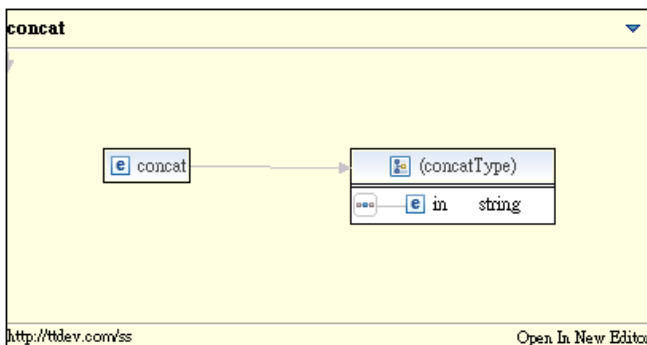 concat
e concat
(concatType)
e in string
http://ttdev.com/ss
Open In New Editor